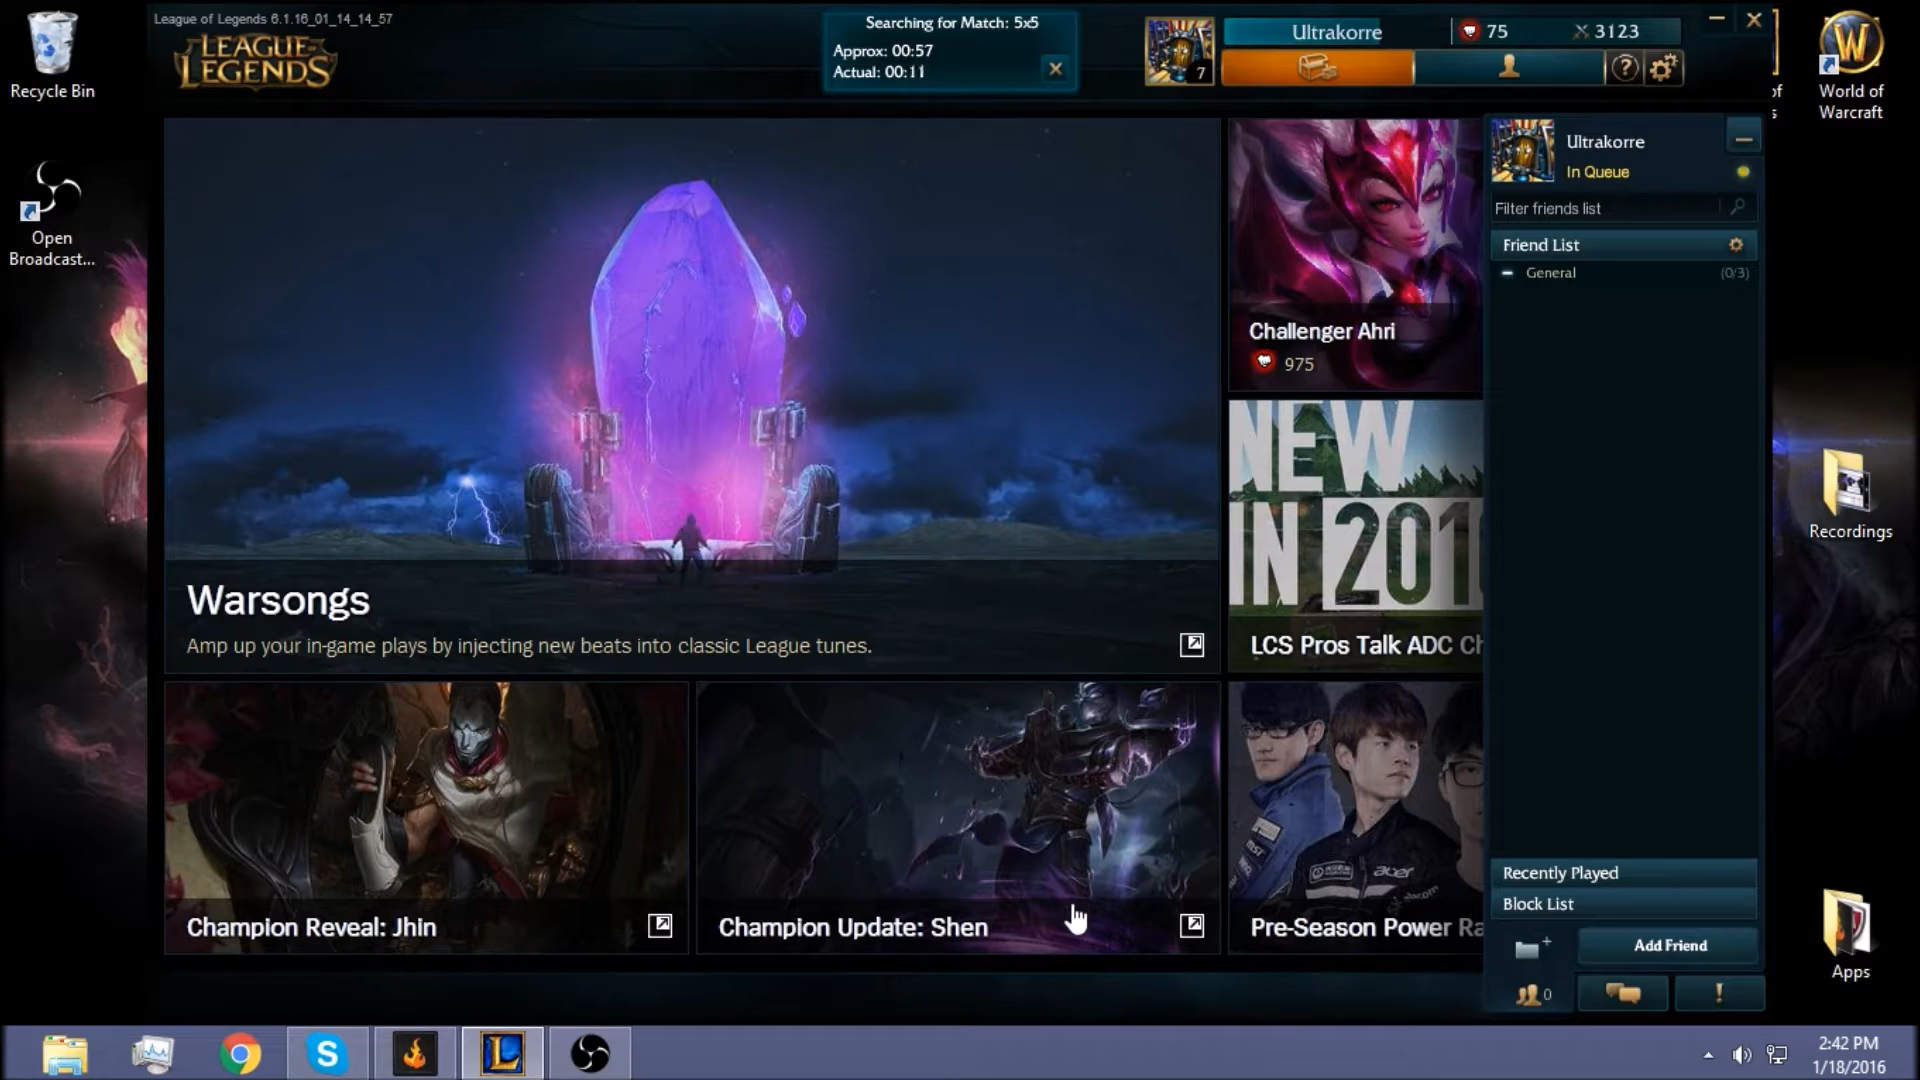 League of Legends 6.1.16_01_14_14_57
LEAGUE OF LEGENDS
Searching for Match: 5x5
Approx: 00:57
Actual: 00:11
7
Ultrakorre
75
3123
?
Recycle Bin
Open
Broadcast...
World of
Warcraft
of
s
Ultrakorre
In Queue
Filter friends list
Friend List
General
(0/3)
Challenger Ahri
975
NEW
IN 201
LCS Pros Talk ADC Ch
Warsongs
Amp up your in-game plays by injecting new beats into classic League tunes.
Champion Reveal: Jhin
Champion Update: Shen
msi
acer
Pre-Season Power Ra
Recently Played
Block List
Add Friend
0
!
Recordings
Apps
S
L
2:42 PM
1/18/2016